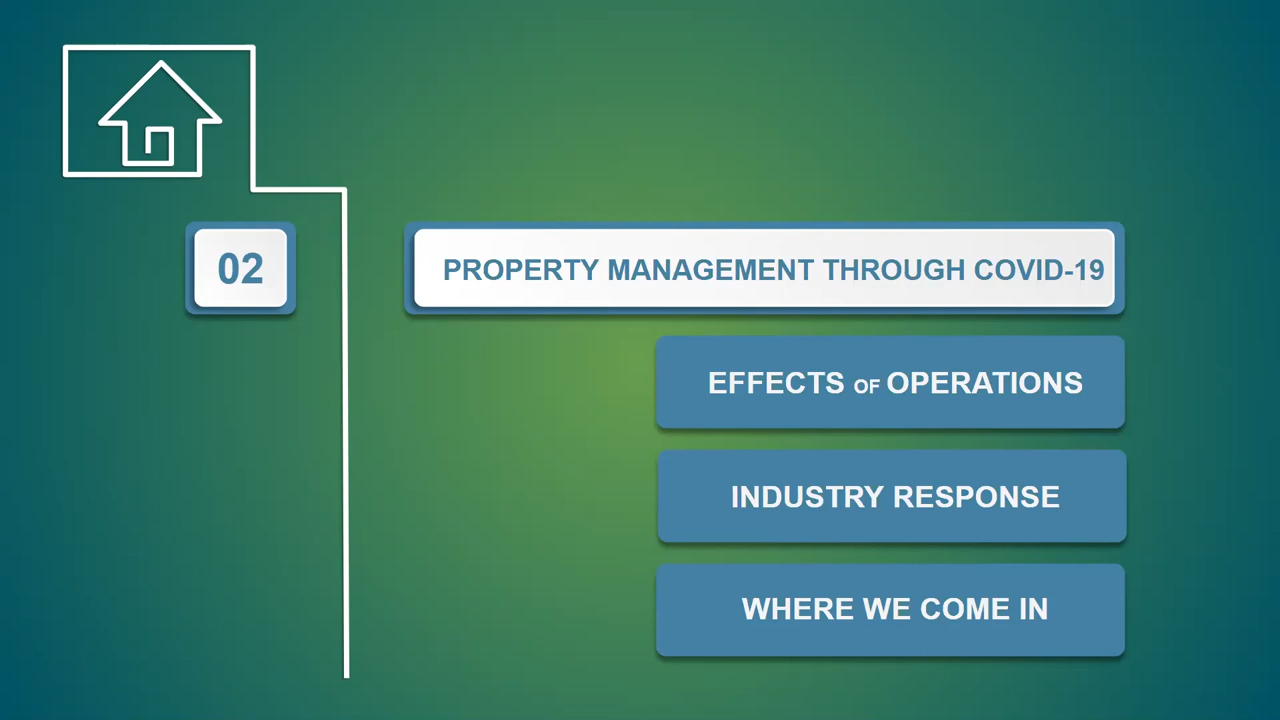 02
PROPERTY MANAGEMENT THROUGH COVID-19
EFFECTS OF OPERATIONS
INDUSTRY RESPONSE
WHERE WE COME IN